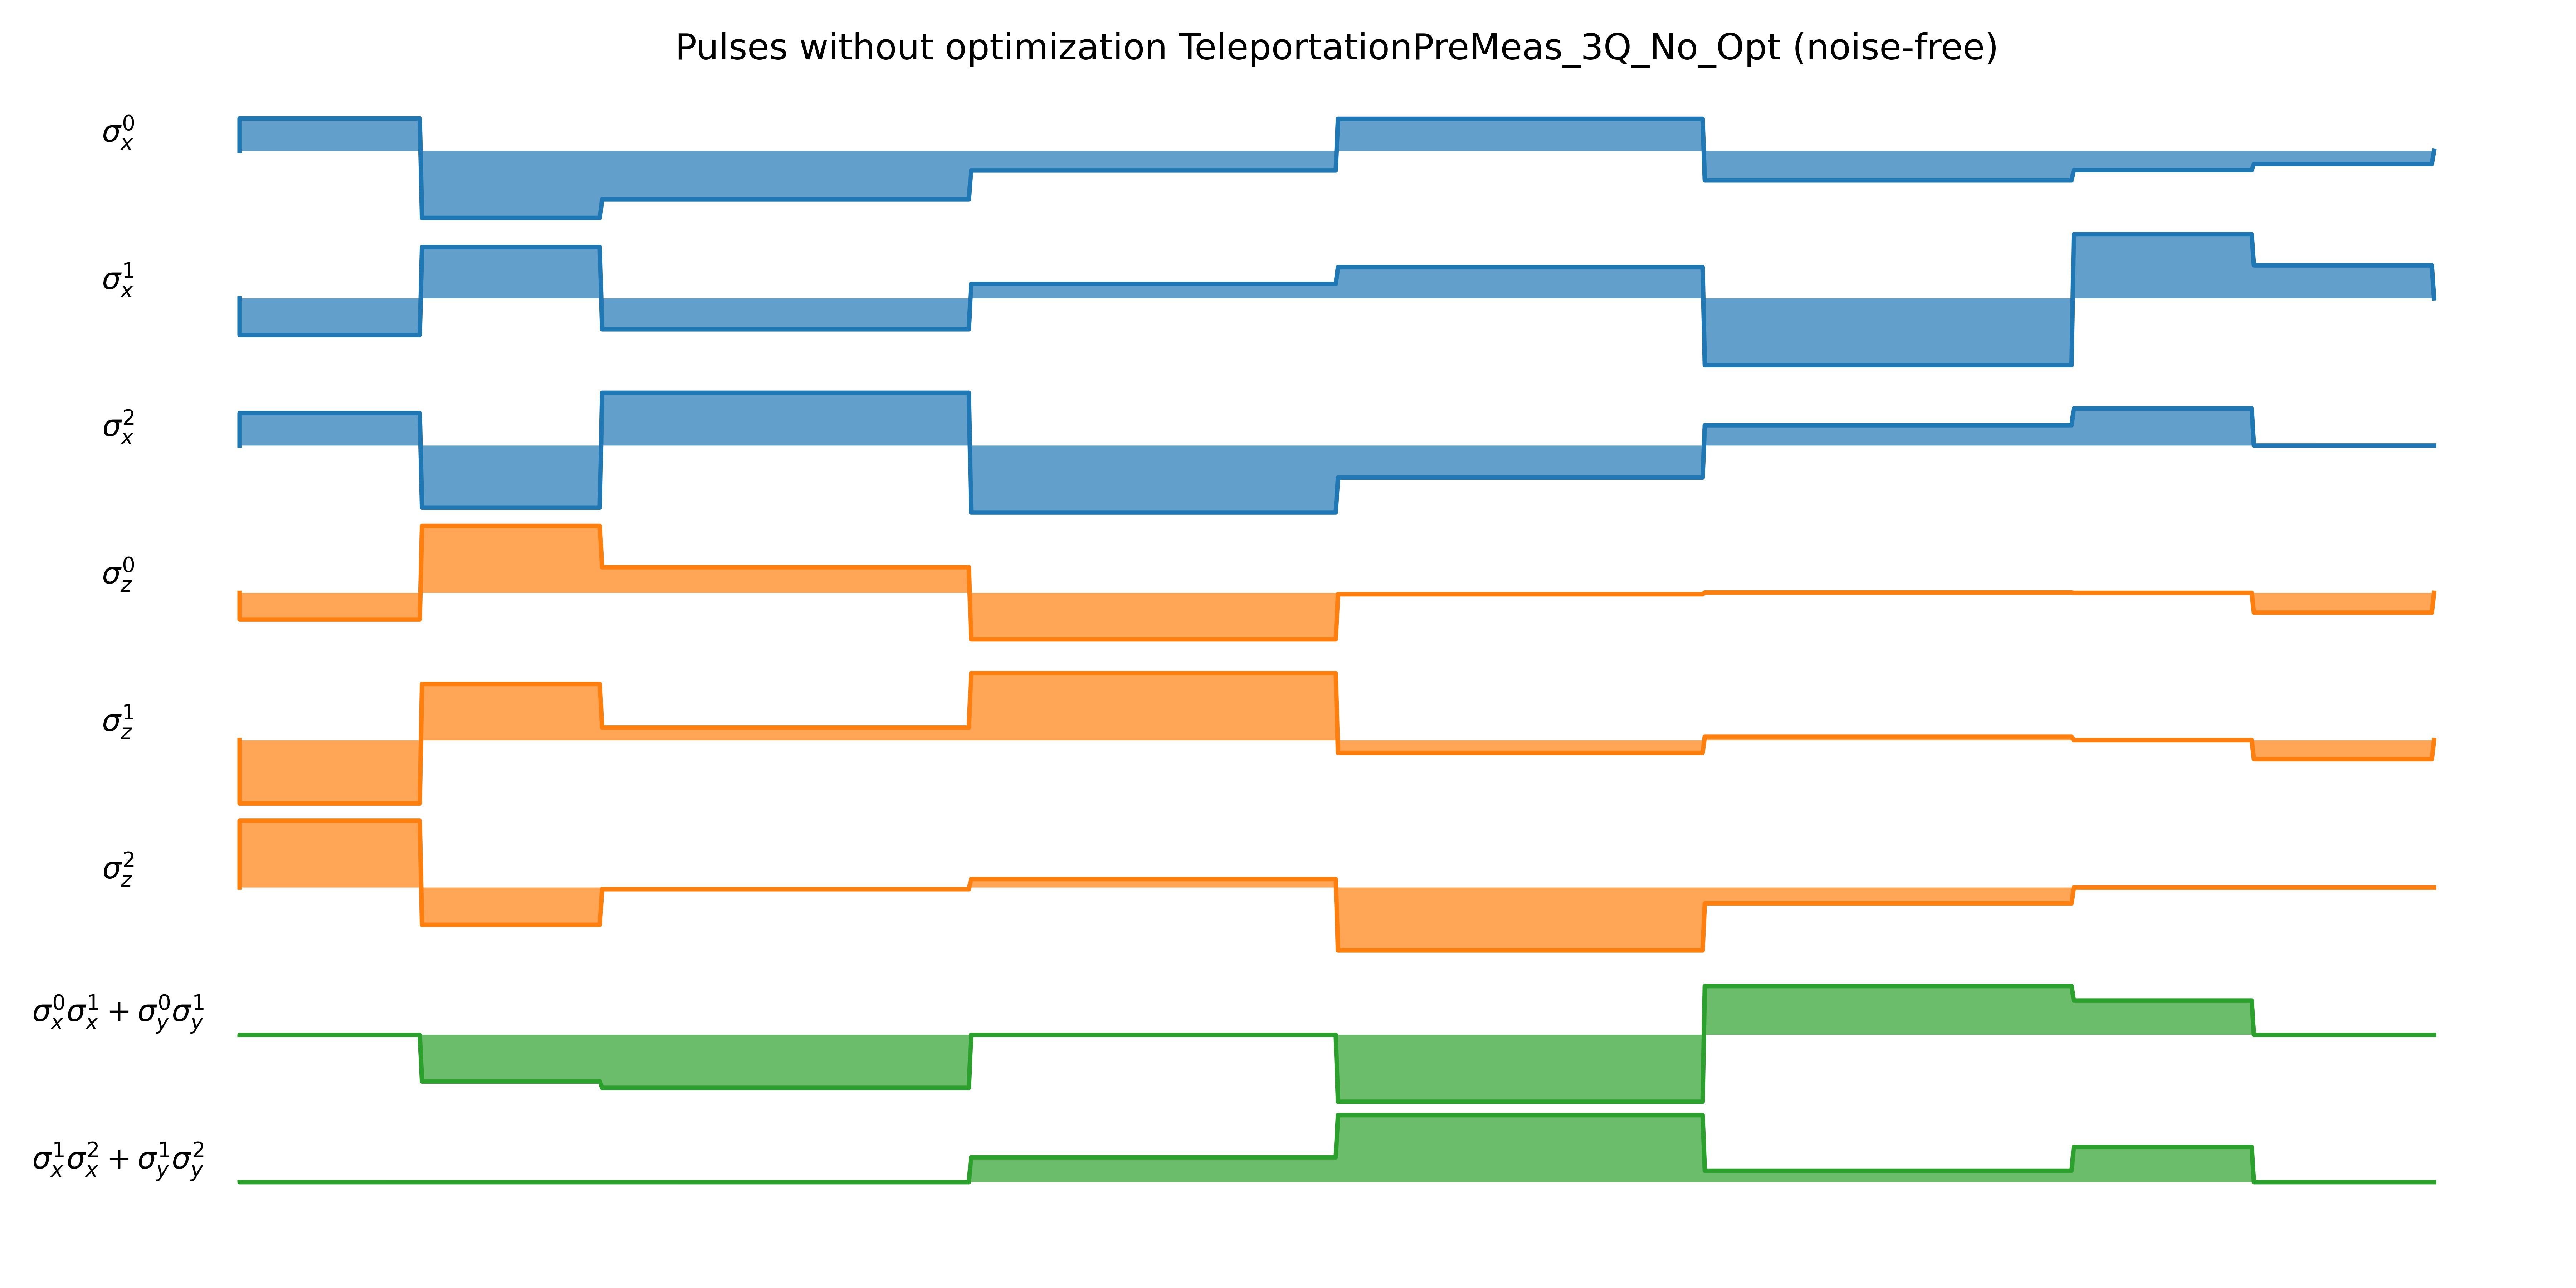 Pulses without optimization TeleportationPreMeas_3Q_No_Opt (noise-free)
σ_x^0
σ_x^1
σ_x^2
σ_z^0
σ_z^1
σ_z^2
σ_x^0σ_x^1 + σ_y^0σ_y^1
σ_x^1σ_x^2 + σ_y^1σ_y^2